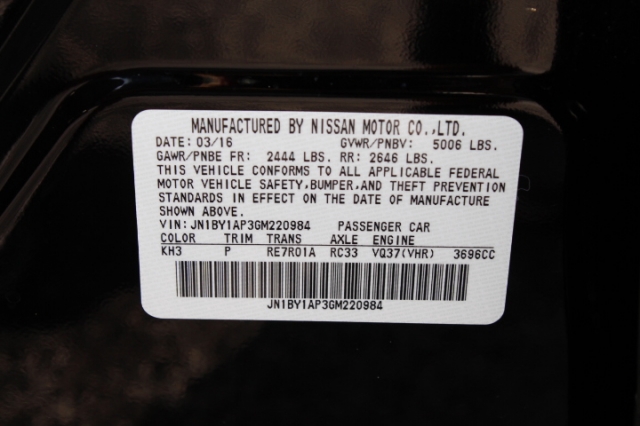 MANUFACTURED BY NISSAN MOTOR CO.,LTD.
DATE: 03/16 GVWR/PNBV: 5006 LBS.
GAWR/PNBE FR: 2444 LBS. RR: 2646 LBS.
THIS VEHICLE CONFORMS TO ALL APPLICABLE FEDERAL
MOTOR VEHICLE SAFETY,BUMPER,AND THEFT PREVENTION
STANDARDS IN EFFECT ON THE DATE OF MANUFACTURE
SHOWN ABOVE.
VIN: JN1BY1AP3GM220984 PASSENGER CAR
COLOR TRIM TRANS AXLE ENGINE
KH3 P RE7R01A RC33 VQ37(VHR) 3696CC
JN1BY1AP3GM220984